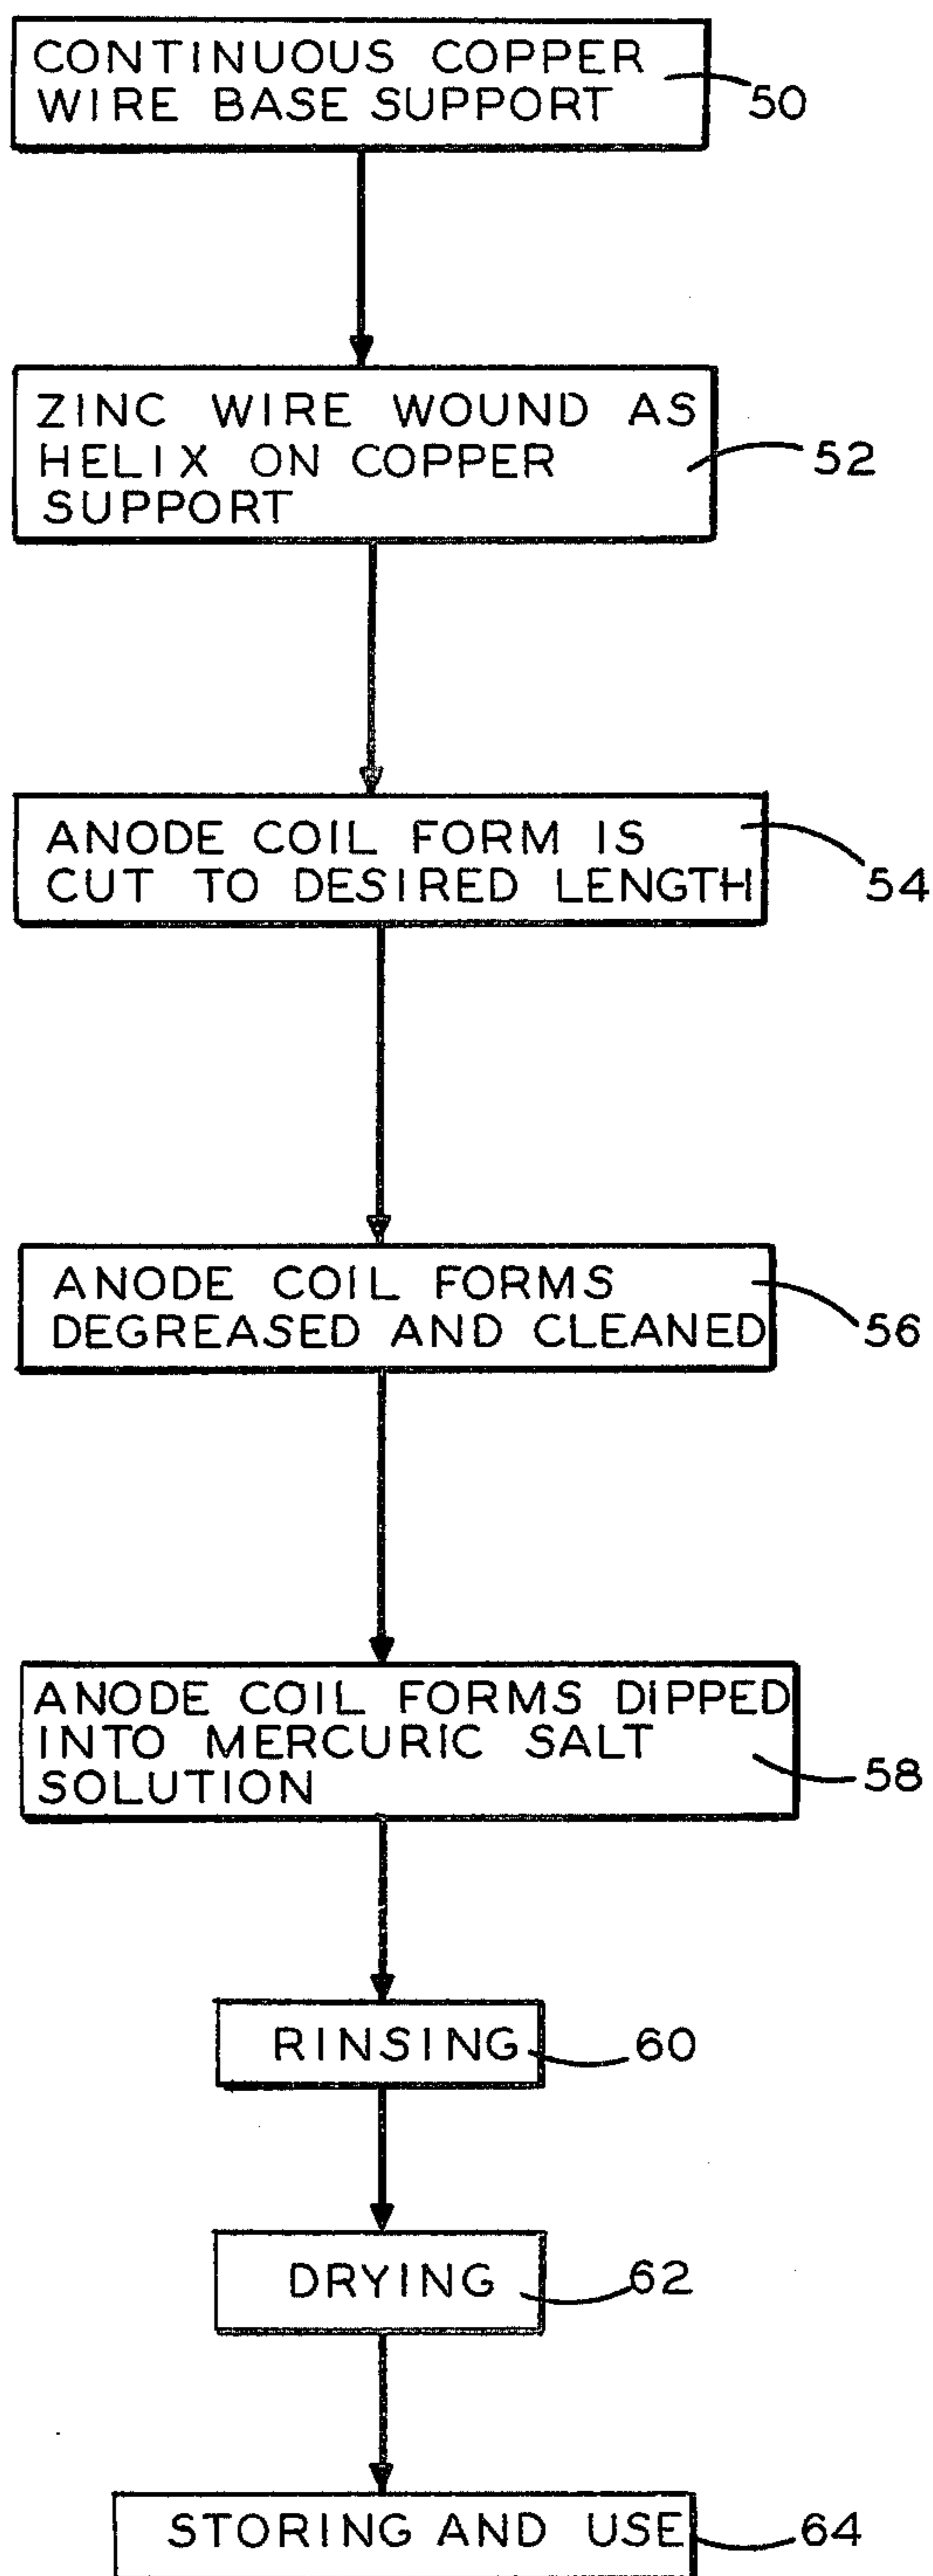 CONTINUOUS COPPER
WIRE BASE SUPPORT
50
ZINC WIRE WOUND AS
HELIX ON COPPER
SUPPORT
52
ANODE COIL FORM IS
CUT TO DESIRED LENGTH
54
ANODE COIL FORMS
DEGREASED AND CLEANED
56
ANODE COIL FORMS DIPPED
INTO MERCURIC SALT
SOLUTION
58
RINSING
60
DRYING
62
STORING AND USE
64